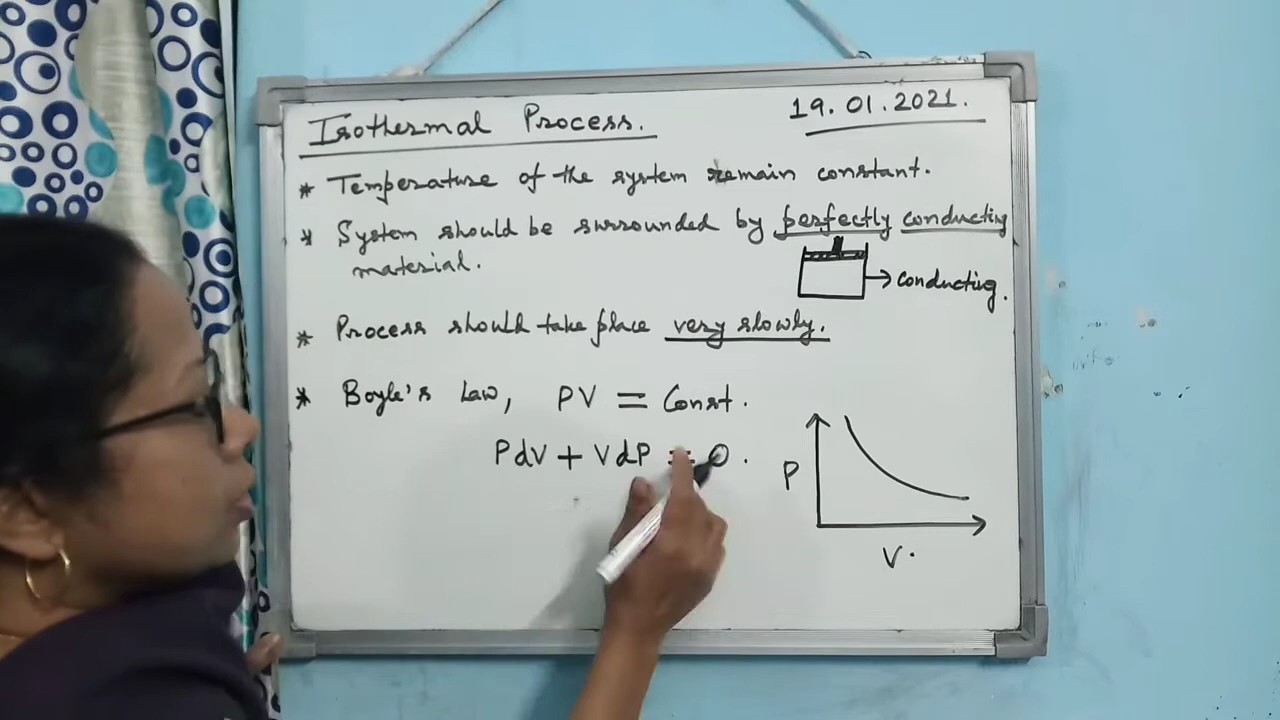 Isothermal Process.
19.01.2021.
* Temperature of the system remain constant.
* System should be surrounded by perfectly conducting
material.
→ Conducting.
* Process should take place very slowly.
* Boyle's Law, PV = Const.
PdV + VdP = 0.
P
V.